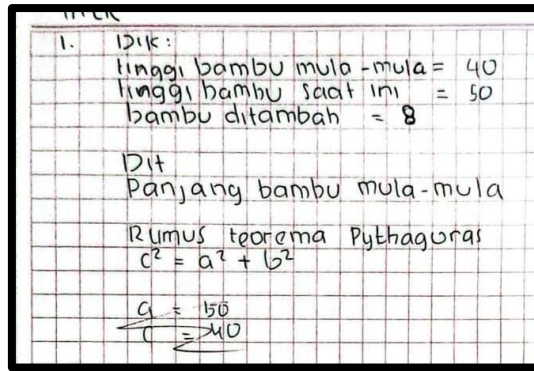 1. Dik:
tinggi bambu mula-mula = 40
tinggi bambu saat ini = 50
bambu ditambah = 8
Dit
Panjang bambu mula-mula
Rumus teorema Pythaguras
c² = a² + b²
a = 50
c = 40